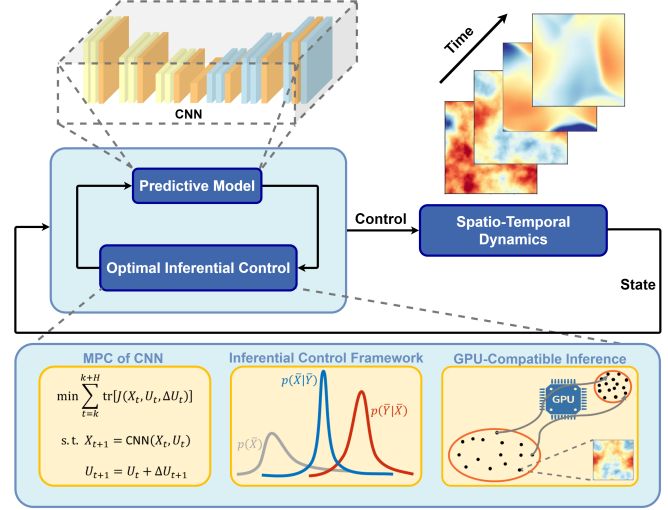 Time
CNN
Predictive Model
Control
Spatio-Temporal
Dynamics
Optimal Inferential Control
State
MPC of CNN
min ∑_{t=k}^{k+H} tr[J(X_t, U_t, ΔU_t)]
s.t. X_{t+1} = CNN(X_t, U_t)
U_{t+1} = U_t + ΔU_{t+1}
Inferential Control Framework
p(X̄|Ȳ)
p(Ȳ|X̄)
p(X̄)
GPU-Compatible Inference
GPU